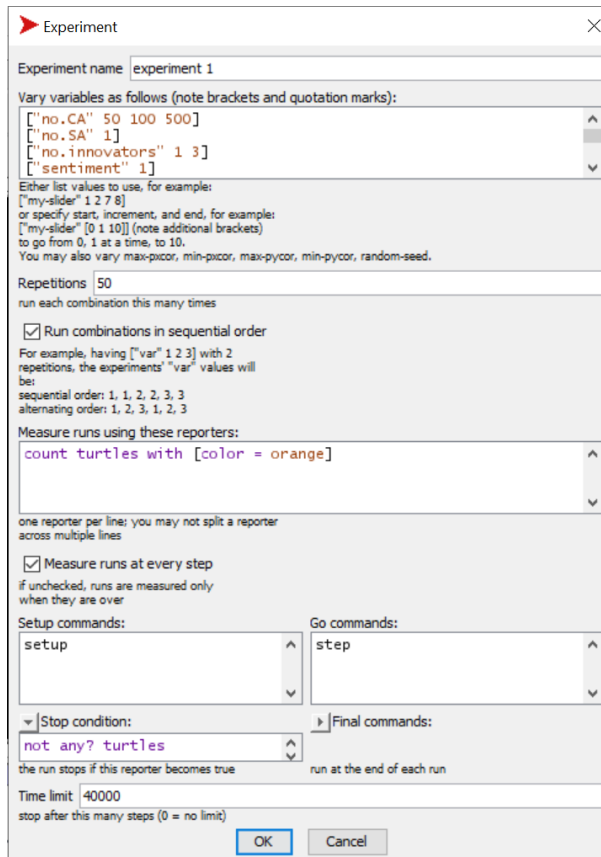 Experiment
Experiment name experiment 1
Vary variables as follows (note brackets and quotation marks):
["no.CA" 50 100 500]
["no.SA" 1]
["no.innovators" 1 3]
["sentiment" 1]
Either list values to use, for example:
["my-slider" 1 2 7 8]
or specify start, increment, and end, for example:
["my-slider" [0 1 10]] (note additional brackets)
to go from 0, 1 at a time, to 10.
You may also vary max-pxcor, min-pxcor, max-pycor, min-pycor, random-seed.
Repetitions 50
run each combination this many times
Run combinations in sequential order
For example, having ["var" 1 2 3] with 2
repetitions, the experiments' "var" values will
be:
sequential order: 1, 1, 2, 2, 3, 3
alternating order: 1, 2, 3, 1, 2, 3
Measure runs using these reporters:
count turtles with [color = orange]
one reporter per line; you may not split a reporter
across multiple lines
Measure runs at every step
if unchecked, runs are measured only
when they are over
Setup commands:
setup
Go commands:
step
Stop condition:
not any? turtles
the run stops if this reporter becomes true
Final commands:
run at the end of each run
Time limit 40000
stop after this many steps (0 = no limit)
OK
Cancel